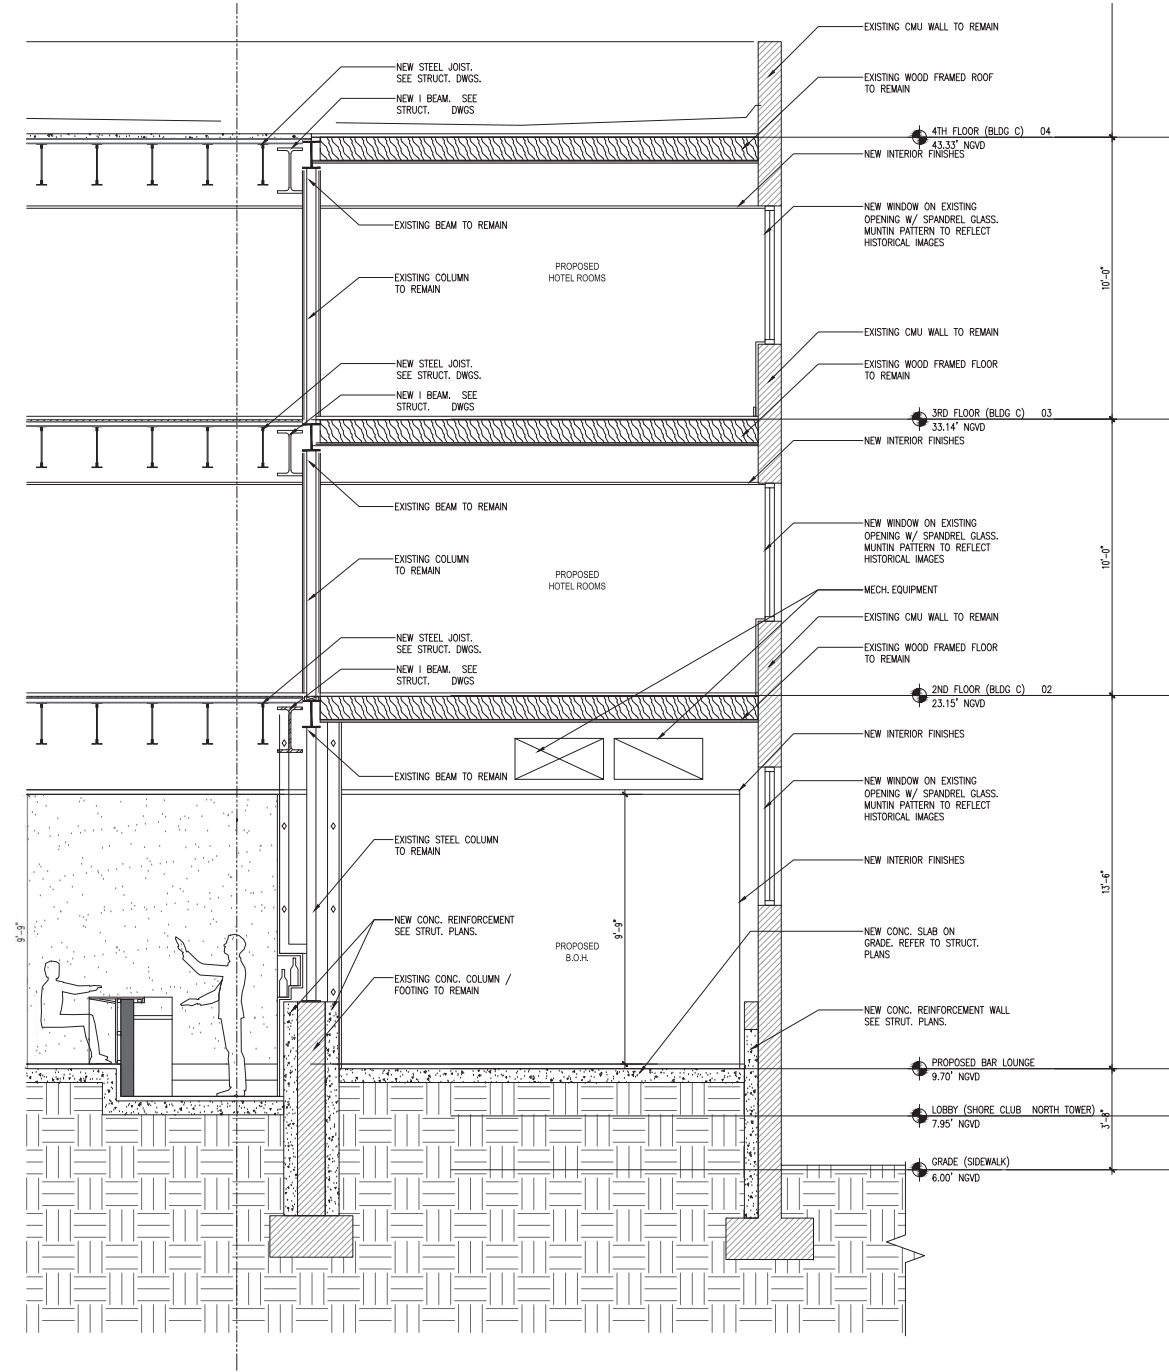 EXISTING CMU WALL TO REMAIN
NEW STEEL JOIST.
SEE STRUCT. DWGS.
EXISTING WOOD FRAMED ROOF
TO REMAIN
NEW I BEAM. SEE
STRUCT. DWGS
4TH FLOOR (BLDG C) 04
43.33' NGVD
NEW INTERIOR FINISHES
NEW WINDOW ON EXISTING
OPENING W/ SPANDREL GLASS.
MUNTIN PATTERN TO REFLECT
HISTORICAL IMAGES
EXISTING BEAM TO REMAIN
PROPOSED
HOTEL ROOMS
EXISTING COLUMN
TO REMAIN
10'-0"
EXISTING CMU WALL TO REMAIN
NEW STEEL JOIST.
SEE STRUCT. DWGS.
EXISTING WOOD FRAMED FLOOR
TO REMAIN
NEW I BEAM. SEE
STRUCT. DWGS
3RD FLOOR (BLDG C) 03
33.14' NGVD
NEW INTERIOR FINISHES
EXISTING BEAM TO REMAIN
NEW WINDOW ON EXISTING
OPENING W/ SPANDREL GLASS.
MUNTIN PATTERN TO REFLECT
HISTORICAL IMAGES
EXISTING COLUMN
TO REMAIN
PROPOSED
HOTEL ROOMS
10'-0"
MECH. EQUIPMENT
EXISTING CMU WALL TO REMAIN
NEW STEEL JOIST.
SEE STRUCT. DWGS.
EXISTING WOOD FRAMED FLOOR
TO REMAIN
NEW I BEAM. SEE
STRUCT. DWGS
2ND FLOOR (BLDG C) 02
23.15' NGVD
NEW INTERIOR FINISHES
EXISTING BEAM TO REMAIN
NEW WINDOW ON EXISTING
OPENING W/ SPANDREL GLASS.
MUNTIN PATTERN TO REFLECT
HISTORICAL IMAGES
EXISTING STEEL COLUMN
TO REMAIN
NEW INTERIOR FINISHES
13'-6"
9'-9"
NEW CONC. REINFORCEMENT
SEE STRUT. PLANS.
9'-9"
PROPOSED
B.O.H.
NEW CONC. SLAB ON
GRADE. REFER TO STRUCT.
PLANS
EXISTING CONC. COLUMN /
FOOTING TO REMAIN
NEW CONC. REINFORCEMENT WALL
SEE STRUT. PLANS.
PROPOSED BAR LOUNGE
9.70' NGVD
LOBBY (SHORE CLUB NORTH TOWER)
7.95' NGVD
3'-8"
GRADE (SIDEWALK)
6.00' NGVD